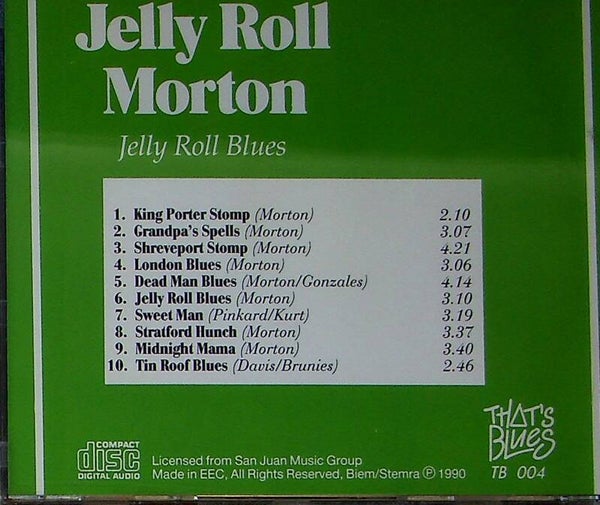 Jelly Roll
Morton
Jelly Roll Blues
1. King Porter Stomp (Morton) 2.10
2. Grandpa's Spells (Morton) 3.07
3. Shreveport Stomp (Morton) 4.21
4. London Blues (Morton) 3.06
5. Dead Man Blues (Morton/Gonzales) 4.14
6. Jelly Roll Blues (Morton) 3.10
7. Sweet Man (Pinkard/Kurt) 3.19
8. Stratford Hunch (Morton) 3.37
9. Midnight Mama (Morton) 3.40
10. Tin Roof Blues (Davis/Brunies) 2.46
THAT'S
BLUES
TB 004
COMPACT
disc
DIGITAL AUDIO
Licensed from San Juan Music Group
Made in EEC, All Rights Reserved, Biem/Stemra Ⓟ 1990